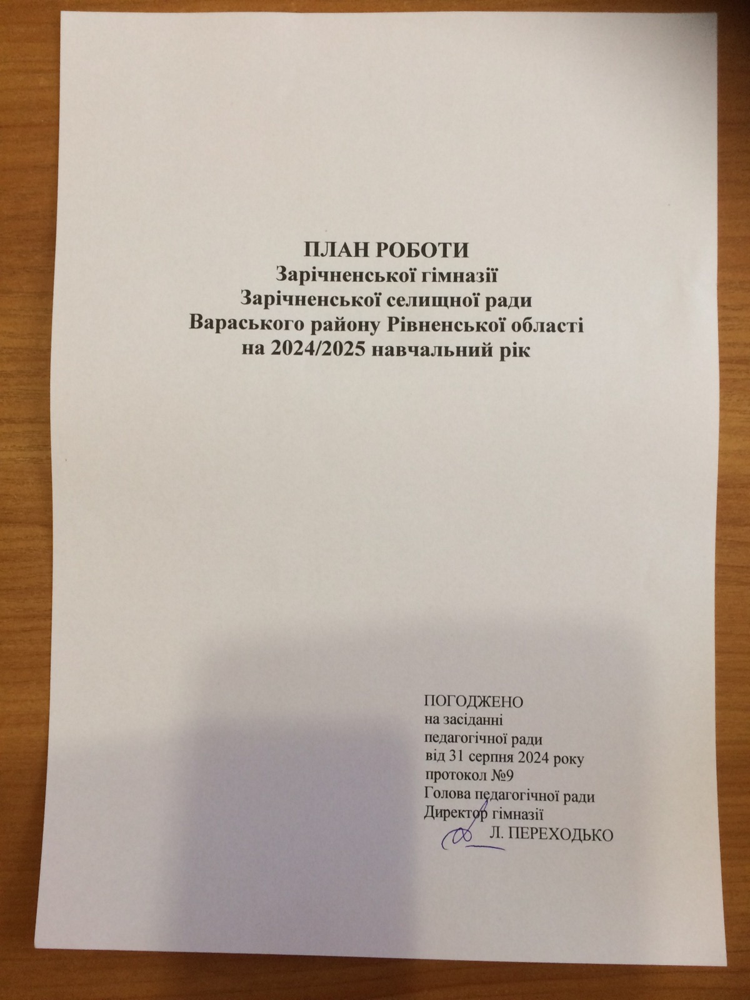 ПЛАН РОБОТИ
Зарічненської гімназії
Зарічненської селищної ради
Вараського району Рівненської області
на 2024/2025 навчальний рік
ПОГОДЖЕНО
на засіданні
педагогічної ради
від 31 серпня 2024 року
протокол №9
Голова педагогічної ради
Директор гімназії
Л. ПЕРЕХОДЬКО